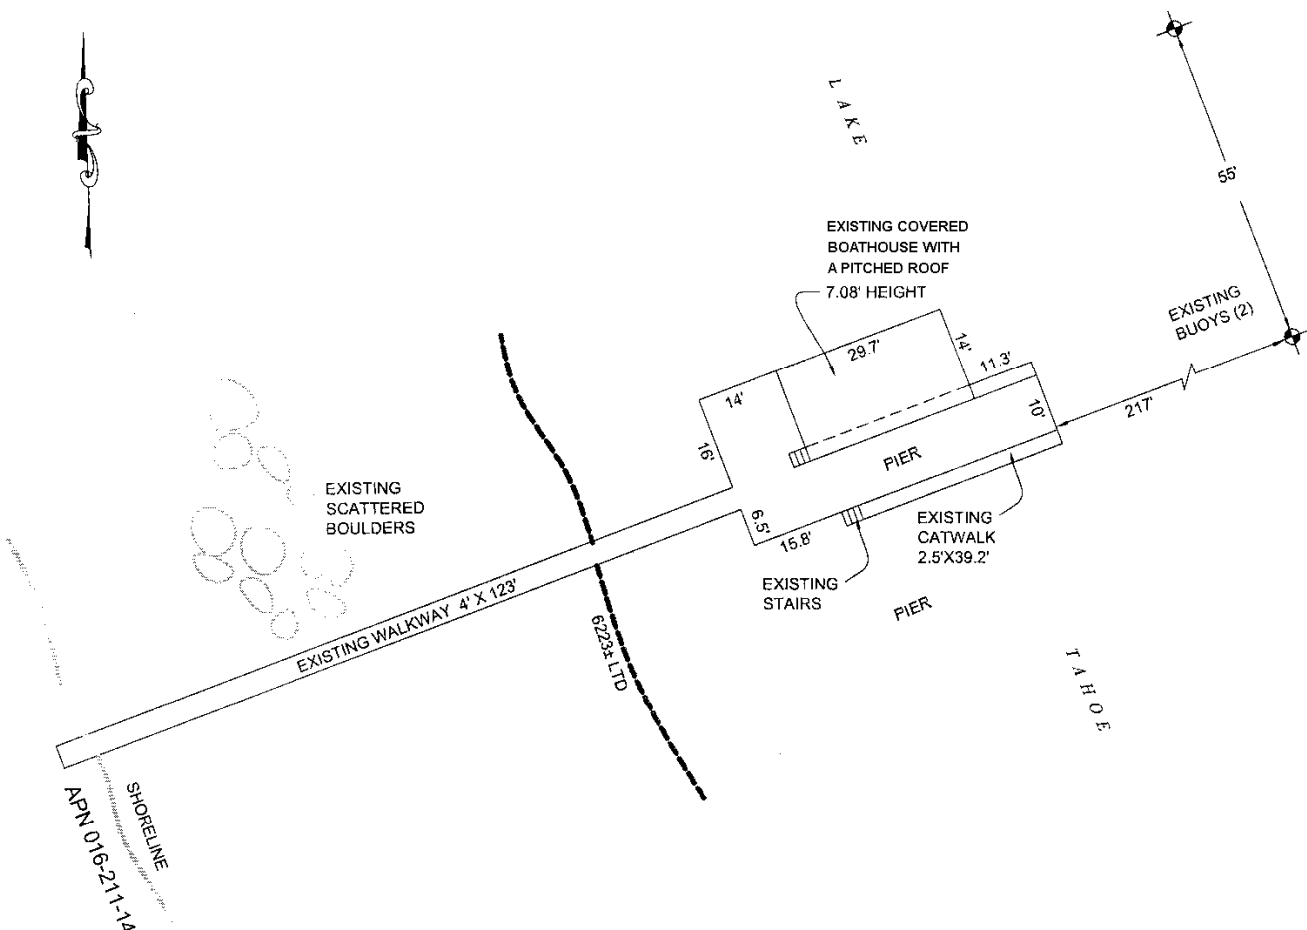 LAKE
55'
EXISTING COVERED
BOATHOUSE WITH
A PITCHED ROOF
7.08' HEIGHT
EXISTING
BUOYS (2)
29.7'
14'
11.3'
14'
10'
217'
16'
PIER
EXISTING
SCATTERED
BOULDERS
6.5'
15.8'
EXISTING
CATWALK
2.5'X39.2'
EXISTING
STAIRS
PIER
EXISTING WALKWAY 4' X 123'
6223± LTD
TAHOE
SHORELINE
APN 016-211-14